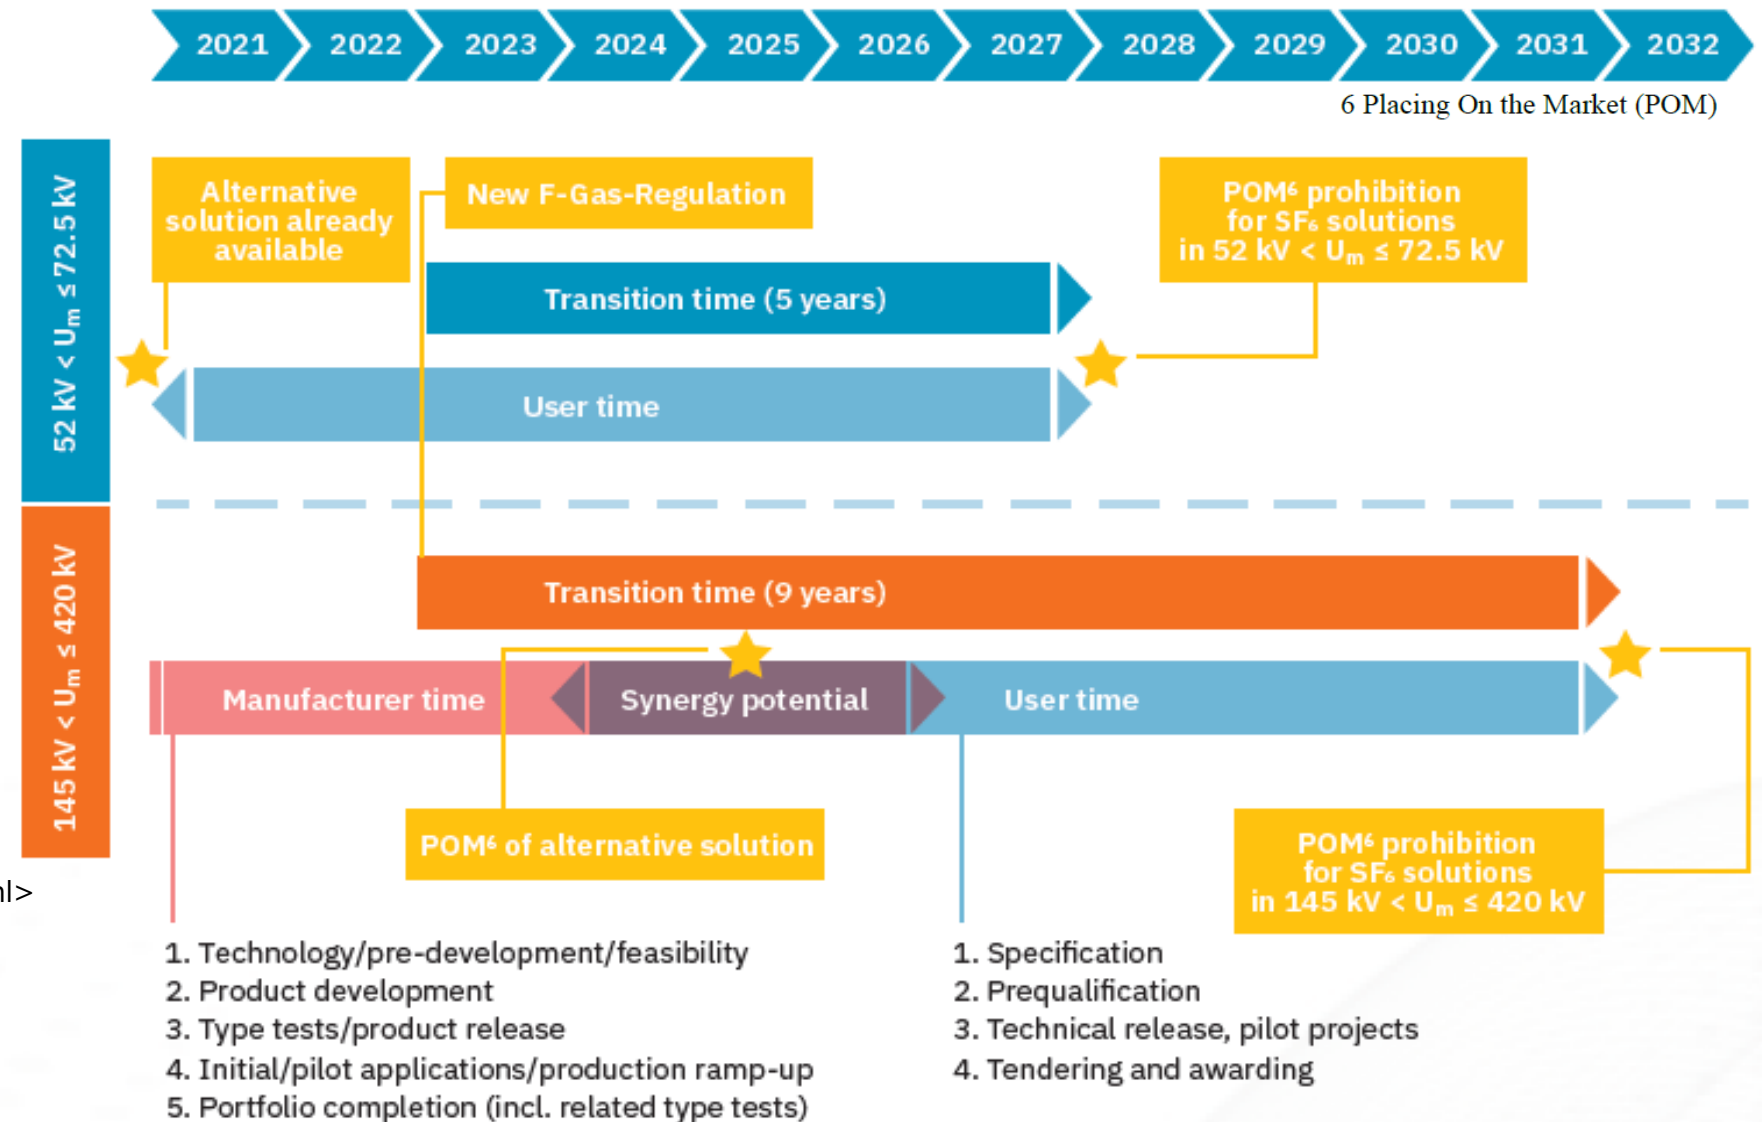 2021 2022 2023 2024 2025 2026 2027 2028 2029 2030 2031 2032
6 Placing On the Market (POM)
52 kV < Um ≤ 72.5 kV
Alternative
solution already
available
New F-Gas-Regulation
POM⁶ prohibition
for SF₆ solutions
in 52 kV < Um ≤ 72.5 kV
Transition time (5 years)
User time
145 kV < Um ≤ 420 kV
Transition time (9 years)
Manufacturer time
Synergy potential
User time
POM⁶ of alternative solution
POM⁶ prohibition
for SF₆ solutions
in 145 kV < Um ≤ 420 kV
l>
1. Technology/pre-development/feasibility
2. Product development
3. Type tests/product release
4. Initial/pilot applications/production ramp-up
5. Portfolio completion (incl. related type tests)
1. Specification
2. Prequalification
3. Technical release, pilot projects
4. Tendering and awarding